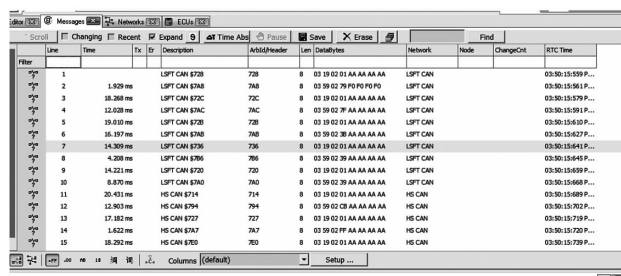 Editor Messages Networks ECUs
Scroll Changing Recent Expand 9 ΔT Time Abs Pause Save Erase Find
Line Time Tx Er Description ArbId/Header Len DataBytes Network Node ChangeCnt RTC Time
Filter
1 LSFT CAN $728 728 8 03 19 02 01 AA AA AA AA LSFT CAN 03:50:15:559 P...
2 1.929 ms LSFT CAN $7A8 7A8 8 03 59 02 79 F0 F0 F0 F0 LSFT CAN 03:50:15:561 P...
3 18.268 ms LSFT CAN $72C 72C 8 03 19 02 01 AA AA AA AA LSFT CAN 03:50:15:579 P...
4 12.028 ms LSFT CAN $7AC 7AC 8 03 59 02 7F AA AA AA AA LSFT CAN 03:50:15:591 P...
5 19.010 ms LSFT CAN $72B 72B 8 03 19 02 01 AA AA AA AA LSFT CAN 03:50:15:610 P...
6 16.197 ms LSFT CAN $7AB 7AB 8 03 59 02 3B AA AA AA AA LSFT CAN 03:50:15:627 P...
7 14.309 ms LSFT CAN $736 736 8 03 19 02 01 AA AA AA AA LSFT CAN 03:50:15:641 P...
8 4.208 ms LSFT CAN $7B6 7B6 8 03 59 02 39 AA AA AA AA LSFT CAN 03:50:15:645 P...
9 14.221 ms LSFT CAN $720 720 8 03 19 02 01 AA AA AA AA LSFT CAN 03:50:15:659 P...
10 8.870 ms LSFT CAN $7A0 7A0 8 03 59 02 39 AA AA AA AA LSFT CAN 03:50:15:668 P...
11 20.431 ms HS CAN $714 714 8 03 19 02 01 AA AA AA AA HS CAN 03:50:15:689 P...
12 12.903 ms HS CAN $794 794 8 03 59 02 CB AA AA AA AA HS CAN 03:50:15:702 P...
13 17.182 ms HS CAN $727 727 8 03 19 02 01 AA AA AA AA HS CAN 03:50:15:719 P...
14 1.622 ms HS CAN $7A7 7A7 8 03 59 02 FF AA AA AA AA HS CAN 03:50:15:720 P...
15 18.292 ms HS CAN $7E0 7E0 8 03 19 02 01 AA AA AA AA HS CAN 03:50:15:739 P...
Columns (default) Setup ...